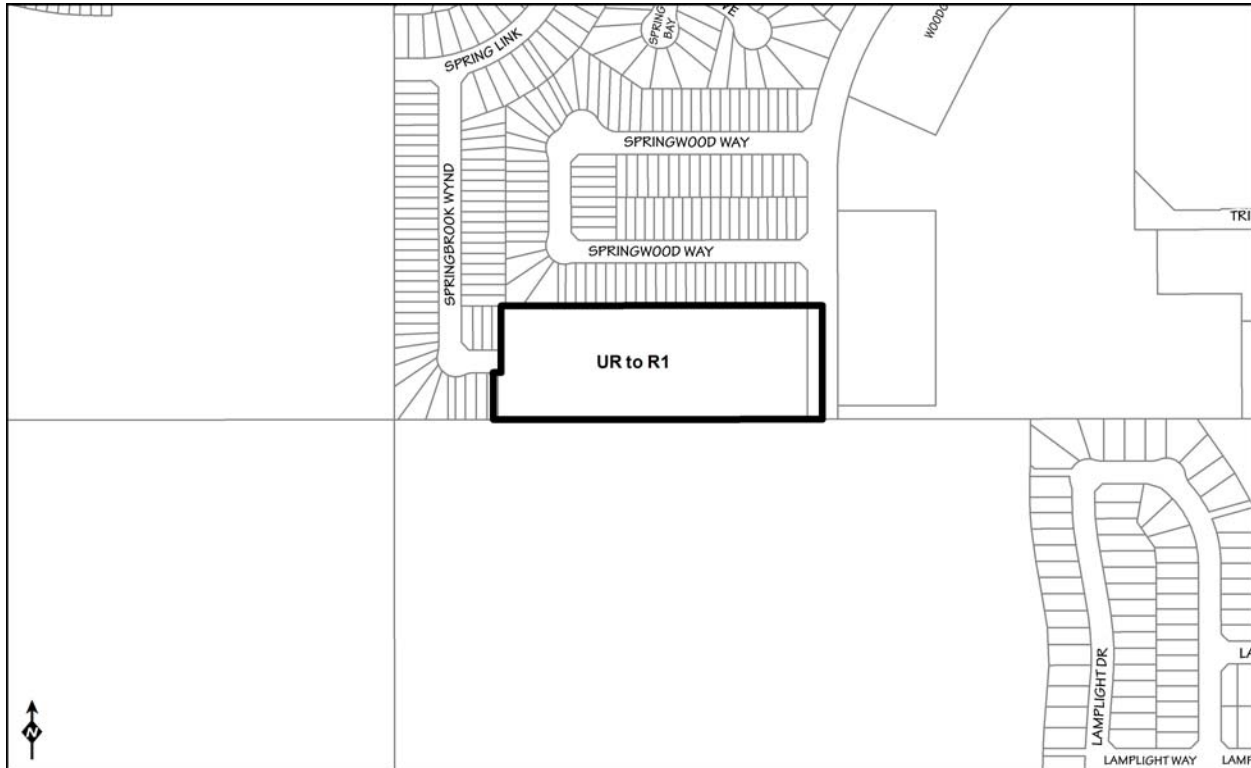 SPRING LINK
SPRING
BAY
SPRINGWOOD WAY
SPRINGBROOK WYND
SPRINGWOOD WAY
UR to R1
LAMPLIGHT DR
LAMPLIGHT WAY
N